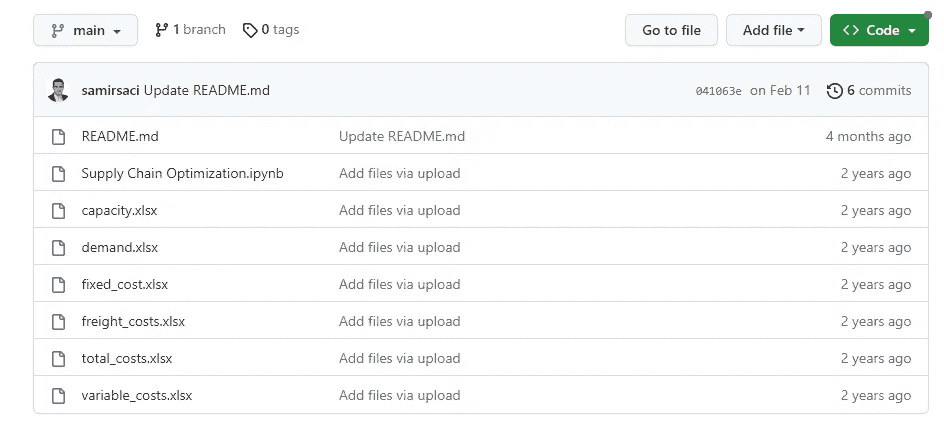 main 1 branch 0 tags Go to file Add file Code
samirsaci Update README.md 041063e on Feb 11 6 commits
README.md Update README.md 4 months ago
Supply Chain Optimization.ipynb Add files via upload 2 years ago
capacity.xlsx Add files via upload 2 years ago
demand.xlsx Add files via upload 2 years ago
fixed_cost.xlsx Add files via upload 2 years ago
freight_costs.xlsx Add files via upload 2 years ago
total_costs.xlsx Add files via upload 2 years ago
variable_costs.xlsx Add files via upload 2 years ago